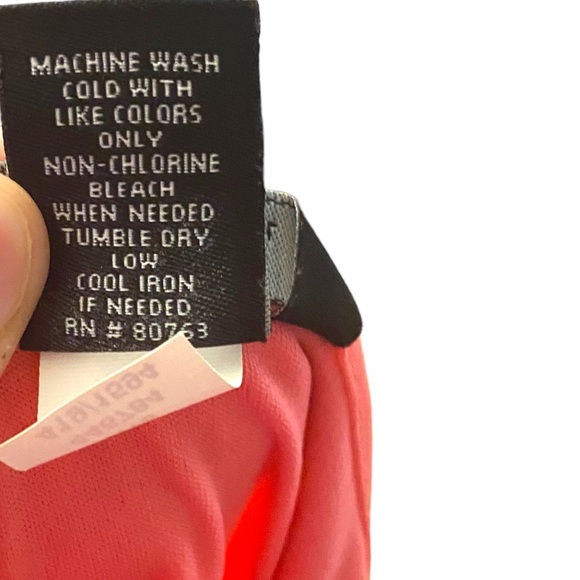 MACHINE WASH
COLD WITH
LIKE COLORS
ONLY
NON-CHLORINE
BLEACH
WHEN NEEDED
TUMBLE DRY
LOW
COOL IRON
IF NEEDED
RN # 80763